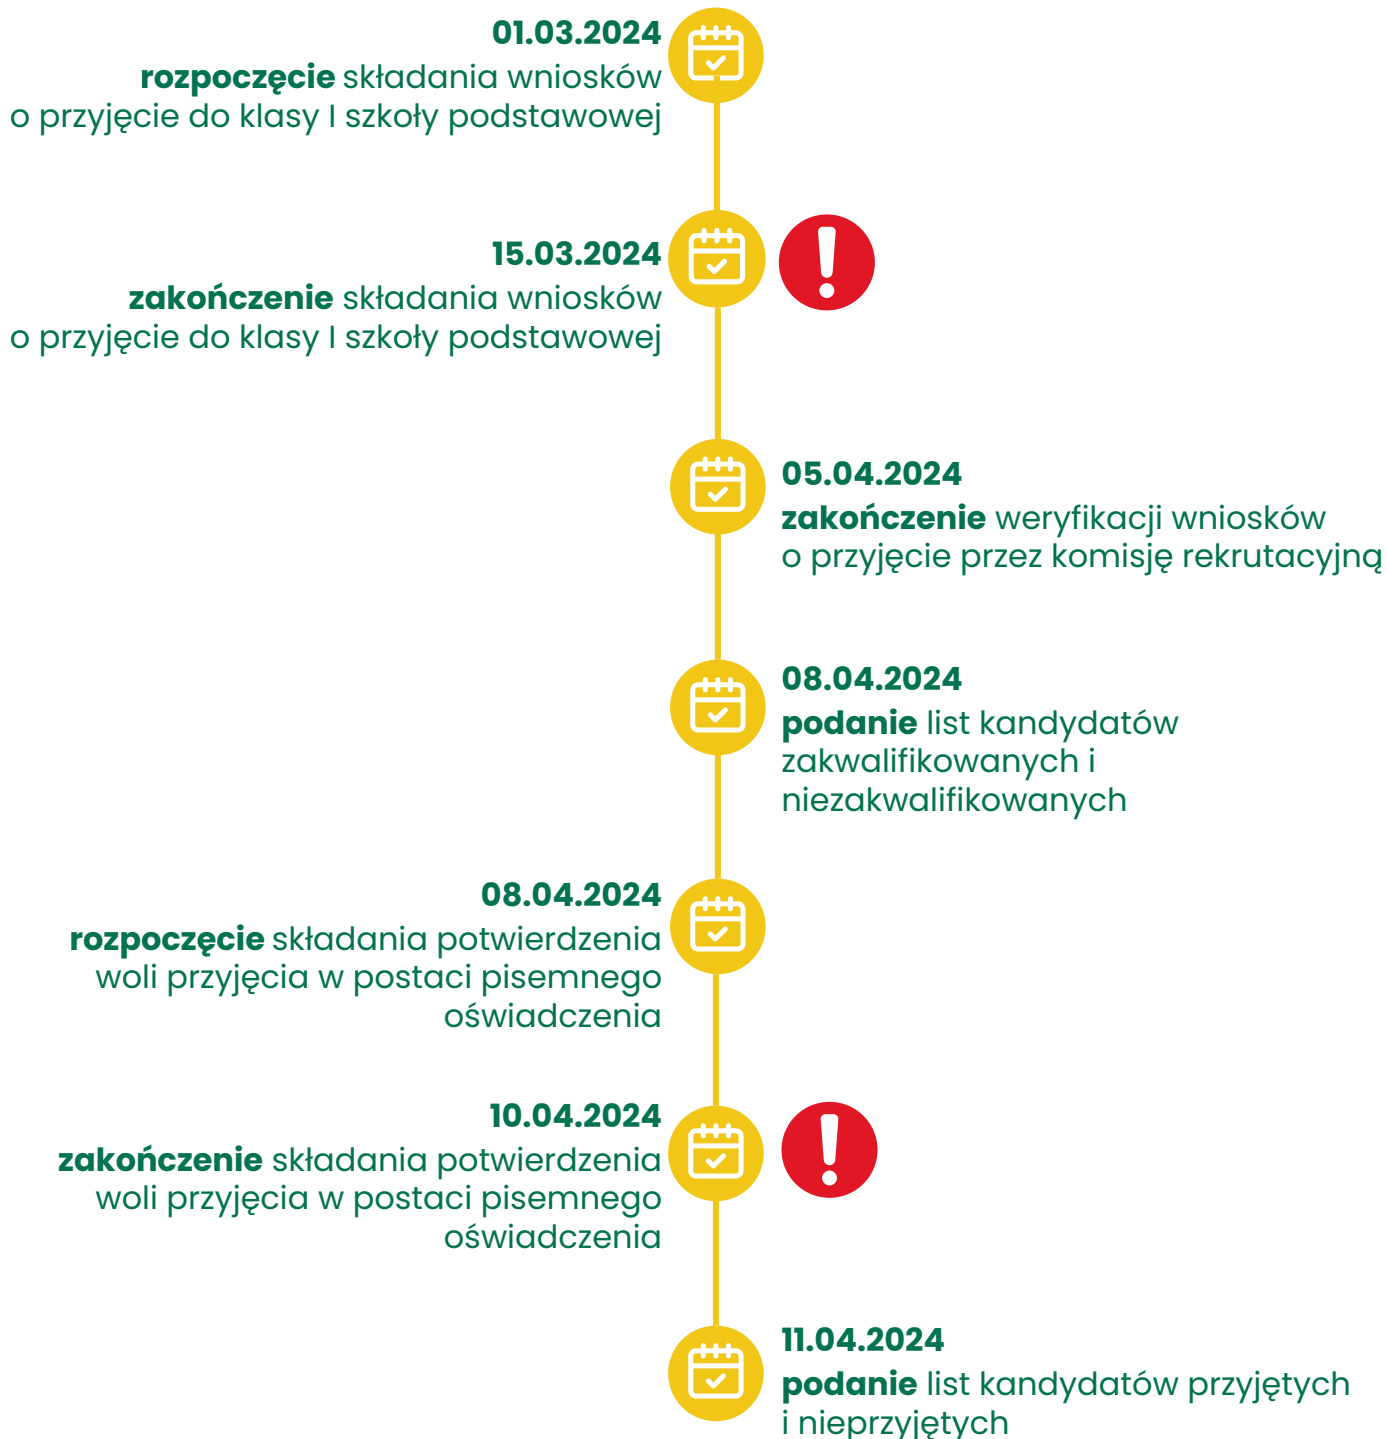 01.03.2024
rozpoczęcie składania wniosków
o przyjęcie do klasy I szkoły podstawowej
15.03.2024
zakończenie składania wniosków
o przyjęcie do klasy I szkoły podstawowej
05.04.2024
zakończenie weryfikacji wniosków
o przyjęcie przez komisję rekrutacyjną
08.04.2024
podanie list kandydatów
zakwalifikowanych i
niezakwalifikowanych
08.04.2024
rozpoczęcie składania potwierdzenia
woli przyjęcia w postaci pisemnego
oświadczenia
10.04.2024
zakończenie składania potwierdzenia
woli przyjęcia w postaci pisemnego
oświadczenia
11.04.2024
podanie list kandydatów przyjętych
i nieprzyjętych